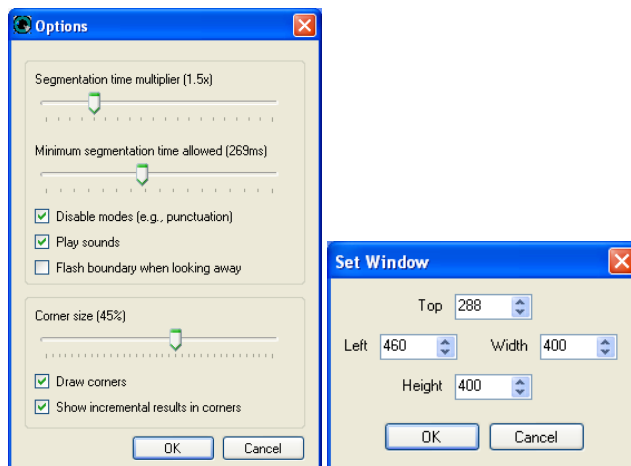 Options
Segmentation time multiplier (1.5x)
Minimum segmentation time allowed (269ms)
Disable modes (e.g., punctuation)
Play sounds
Flash boundary when looking away
Corner size (45%)
Draw corners
Show incremental results in corners
OK Cancel
Set Window
Top 288
Left 460 Width 400
Height 400
OK Cancel